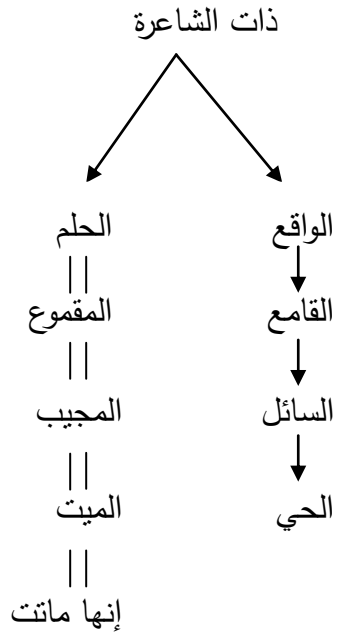 ذات الشاعرة
الواقع الحلم
القامع المقموع
السائل المجيب
الحي الميت
إنها ماتت